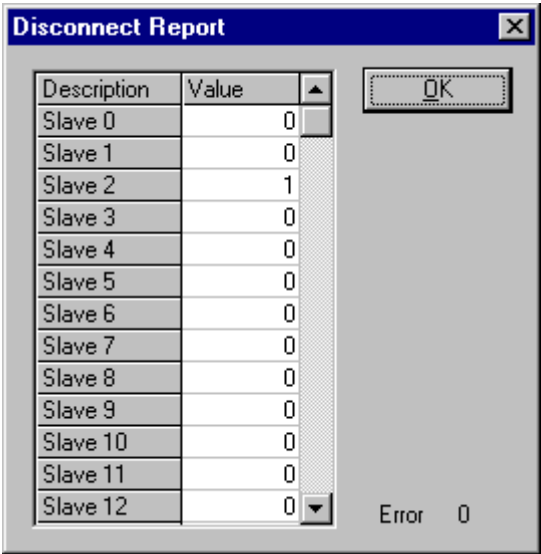 Disconnect Report
Description Value
OK
Slave 0 0
Slave 1 0
Slave 2 1
Slave 3 0
Slave 4 0
Slave 5 0
Slave 6 0
Slave 7 0
Slave 8 0
Slave 9 0
Slave 10 0
Slave 11 0
Slave 12 0
Error 0